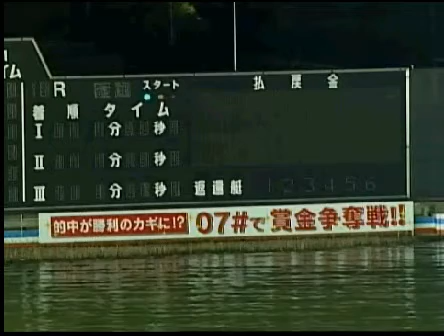 イム R スタート 払戻金
着順 タイム
I 分 秒
II 分 秒
III 分 秒 返還艇 123456
的中が勝利のカギに!? 07#で賞金争奪戦!!